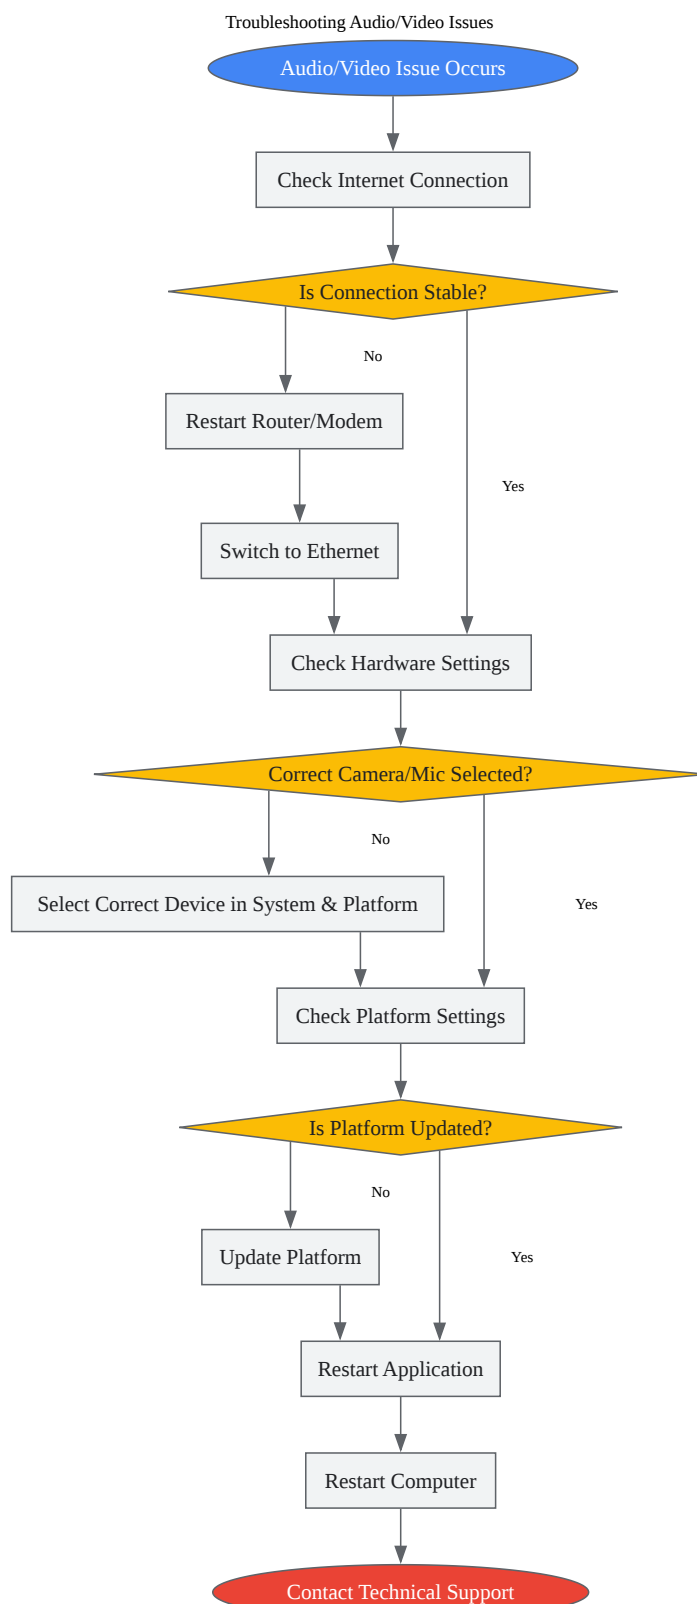 Troubleshooting Audio/Video Issues
Audio/Video Issue Occurs
Check Internet Connection
Is Connection Stable?
No
Restart Router/Modem
Yes
Switch to Ethernet
Check Hardware Settings
Correct Camera/Mic Selected?
No
Select Correct Device in System & Platform
Yes
Check Platform Settings
Is Platform Updated?
No
Update Platform
Yes
Restart Application
Restart Computer
Contact Technical Support